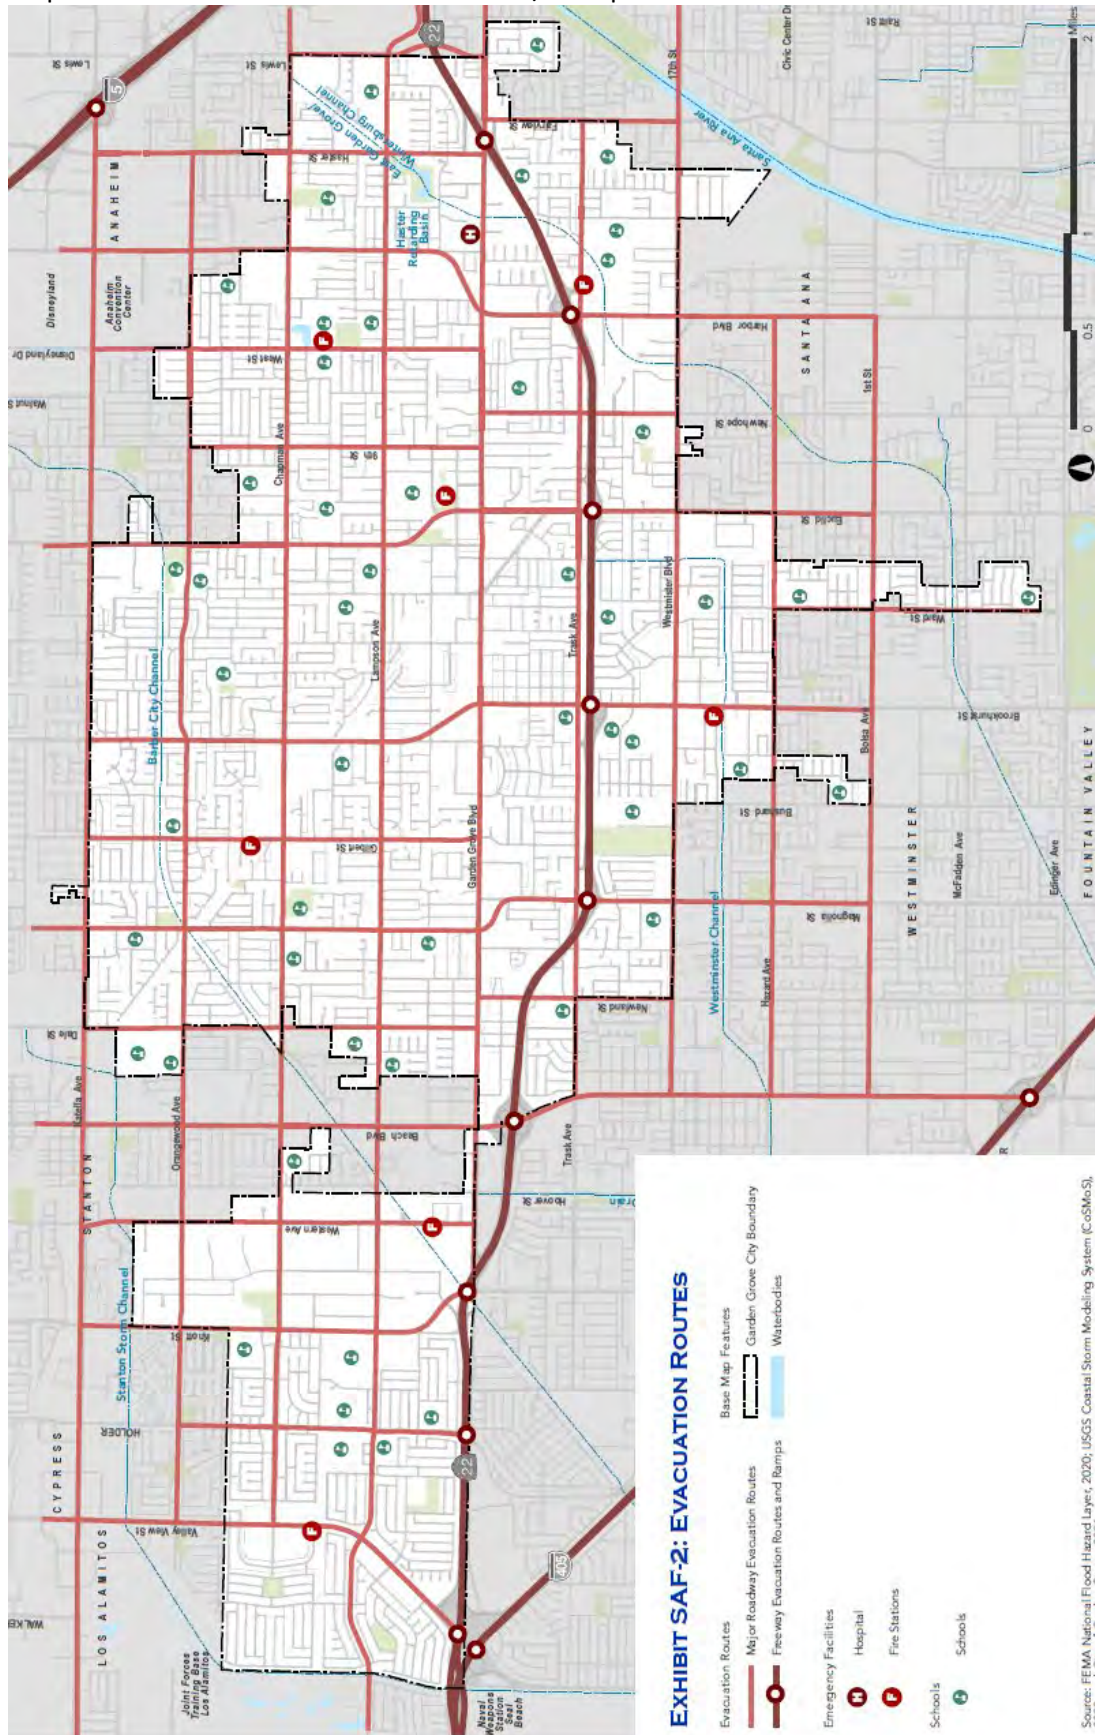 EXHIBIT SAF-2: EVACUATION ROUTES
Evacuation Routes
Major Roadway Evacuation Routes
Freeway Evacuation Routes and Ramps
Emergency Facilities
H
Hospital
F
Fire Stations
Schools
Schools
Base Map Features
Garden Grove City Boundary
Waterbodies
Source: FEMA National Flood Hazard Layer, 2020; USGS Coastal Storm Modeling System (CoSMoS),
LOS ALAMITOS
CYPRESS
STANTON
ANAHEIM
SANTA ANA
WESTMINSTER
FOUNTAIN VALLEY
Joint Forces
Training Base
Los Alamitos
Naval
Weapons
Station
Seal
Beach
Disneyland
Anaheim
Convention
Center
Valley View St
HOLDER
Knott St
Western Ave
Hoover St
Beach Blvd
Dale St
Newland St
Magnolia St
Gilbert St
Bushard St
Brookhurst St
Ward St
Euclid St
9th St
Newhope St
West St
Disneyland Dr
Harbor Blvd
Haster St
Fairview St
Lewis St
Lewis St
Katella Ave
Orangewood Ave
Chapman Ave
Lampson Ave
Garden Grove Blvd
Trask Ave
Trask Ave
Westminster Blvd
17th St
Hazard Ave
Bolsa Ave
1st St
McFadden Ave
Edinger Ave
Civic Center Dr
Stanton Storm Channel
Barber City Channel
Westminster Channel
East Garden Grove/
Wintersburg Channel
Haster
Retarding
Basin
Santa Ana River
22
22
405
5
0
0.5
1
2
Miles